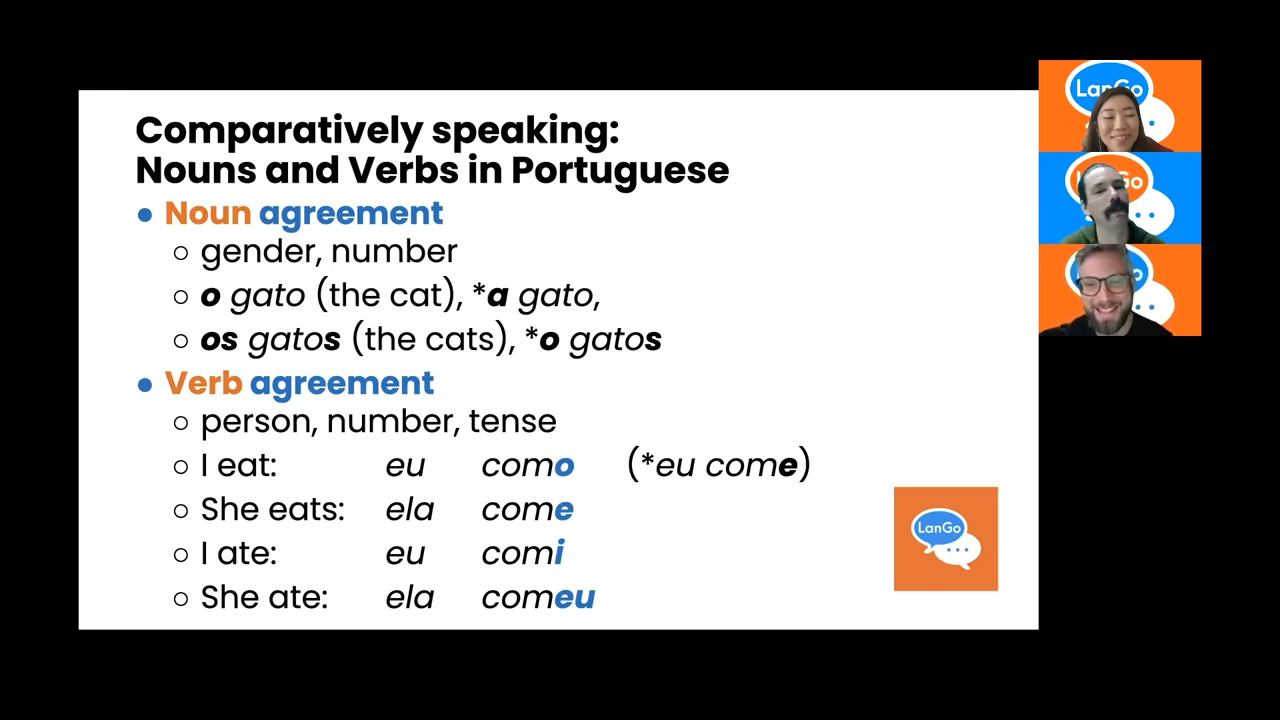 Comparatively speaking:
Nouns and Verbs in Portuguese
● Noun agreement
○ gender, number
○ o gato (the cat), *a gato,
○ os gatos (the cats), *o gatos
● Verb agreement
○ person, number, tense
○ I eat: eu como (*eu come)
○ She eats: ela come
○ I ate: eu comi
○ She ate: ela comeu
LanGo
LanGo